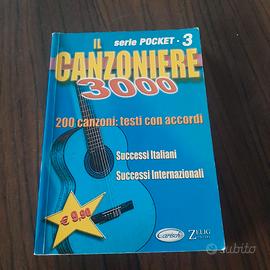 IL serie POCKET - 3
CANZONIERE
3000
200 canzoni: testi con accordi
Successi Italiani
Successi Internazionali
€ 9,90
Carisch
ZELIG
subito